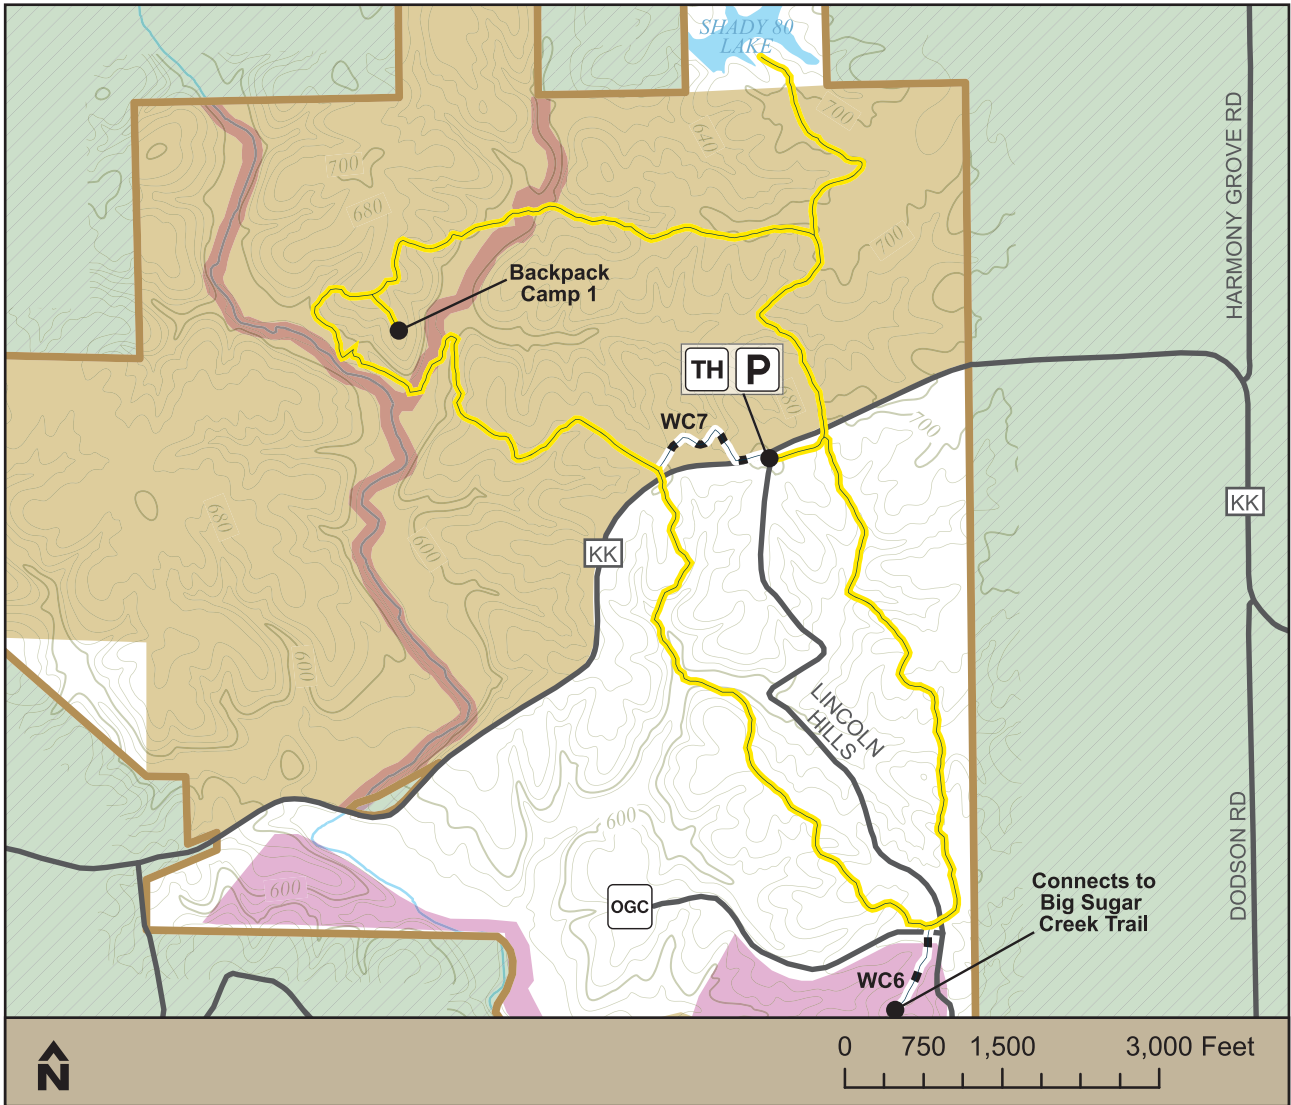 SHADY 80
LAKE
700
640
700
680
700
HARMONY GROVE RD
Backpack
Camp 1
TH P
680
WC7
700
KK
680
600
KK
600
LINCOLN
HILLS
600
600
OGC
DODSON RD
Connects to
Big Sugar
Creek Trail
WC6
N
0 750 1,500 3,000 Feet